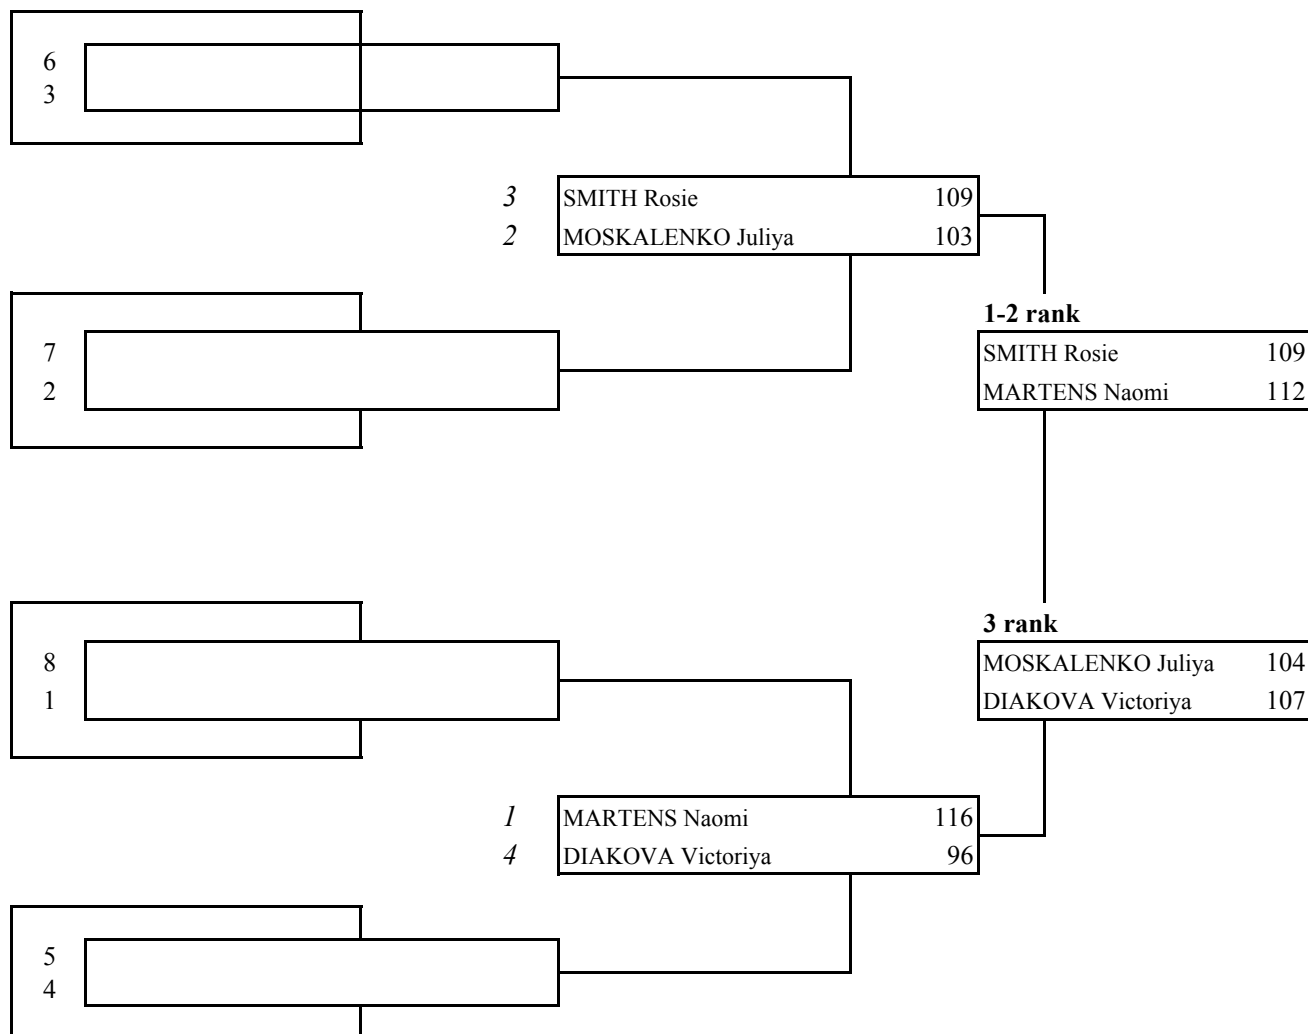 6
3
3 SMITH Rosie 109
2 MOSKALENKO Juliya 103
7
2
1-2 rank
SMITH Rosie 109
MARTENS Naomi 112
8
1
3 rank
MOSKALENKO Juliya 104
DIAKOVA Victoriya 107
1 MARTENS Naomi 116
4 DIAKOVA Victoriya 96
5
4